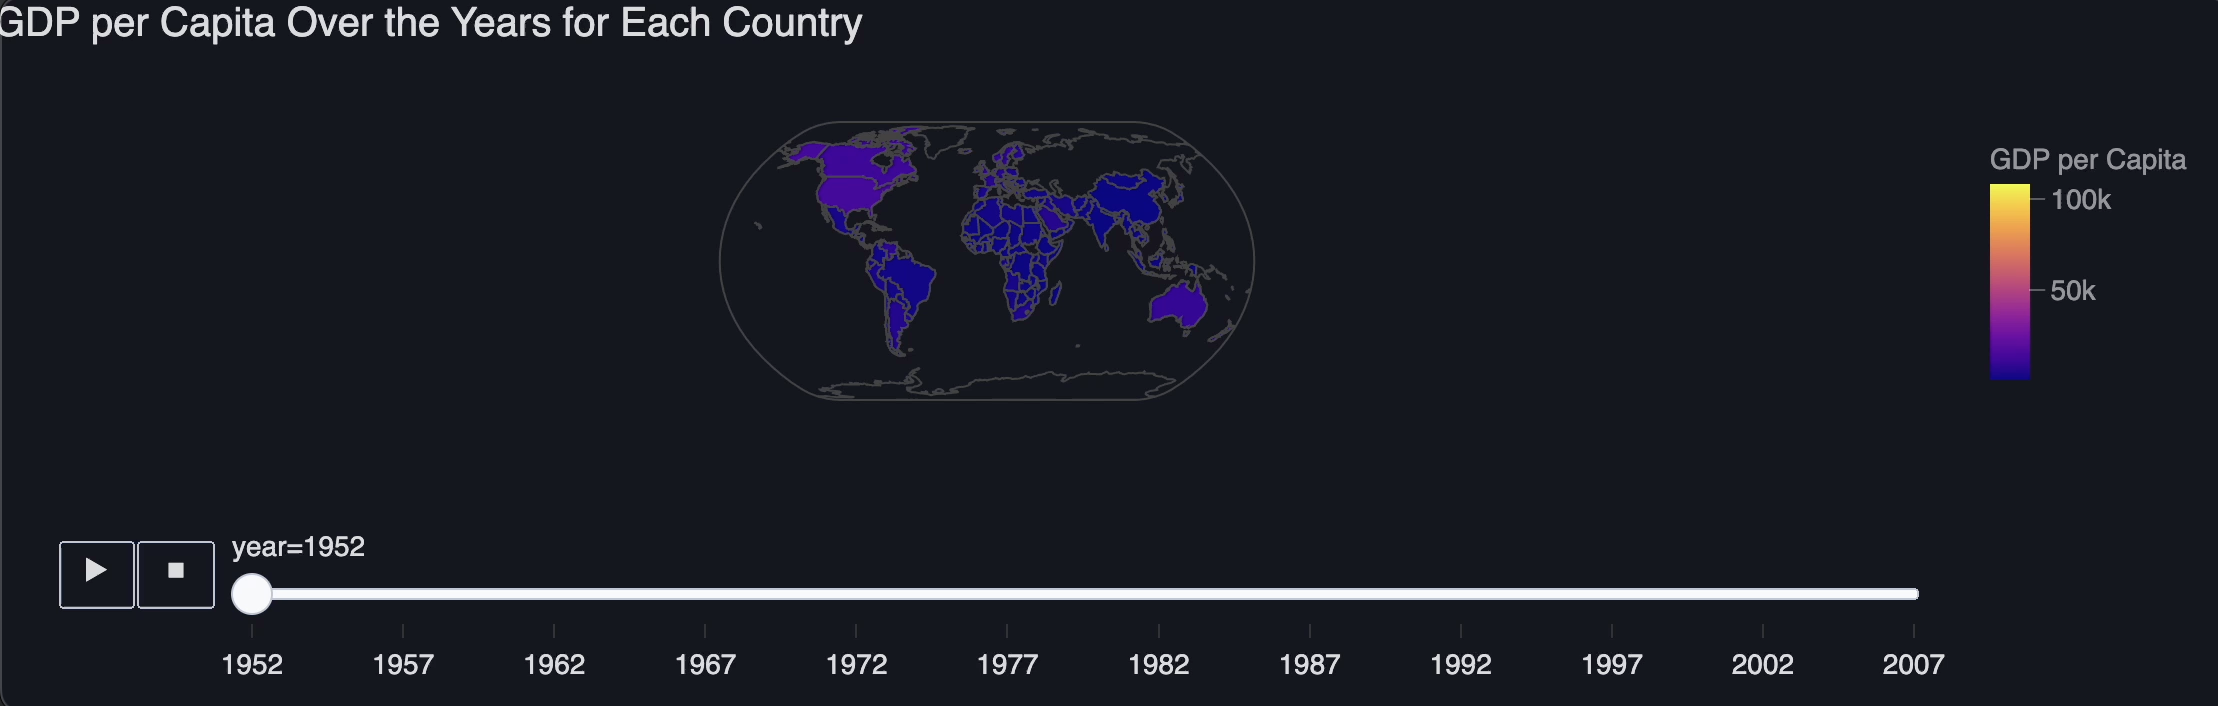 GDP per Capita Over the Years for Each Country
GDP per Capita
100k
50k
year=1952
1952 1957 1962 1967 1972 1977 1982 1987 1992 1997 2002 2007